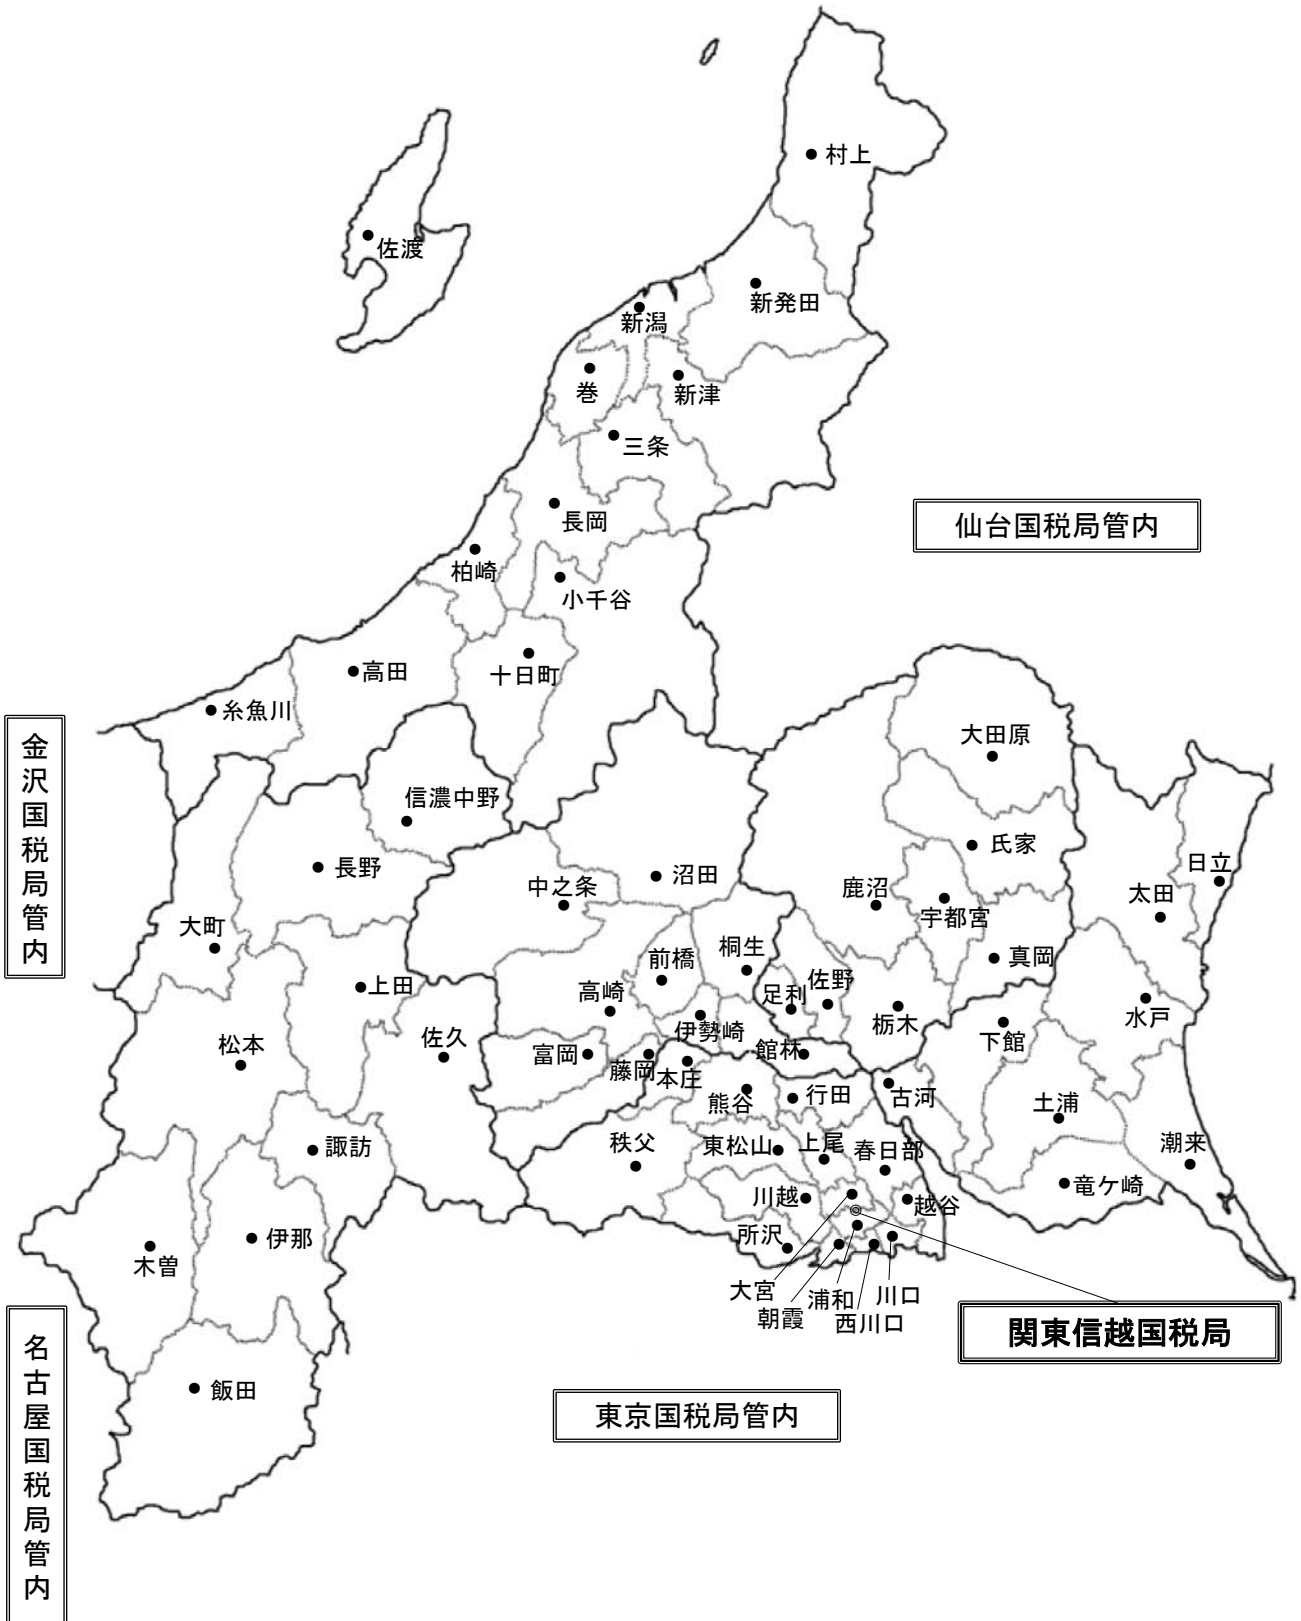 村上
佐渡
新発田
新潟
巻
新津
三条
長岡
仙台国税局管内
柏崎
小千谷
高田
十日町
糸魚川
金沢国税局管内
大田原
信濃中野
氏家
長野
沼田
中之条
鹿沼
宇都宮
日立
太田
大町
前橋
桐生
真岡
上田
高崎
足利
佐野
栃木
水戸
伊勢崎
下館
松本
佐久
富岡
藤岡
本庄
館林
熊谷
行田
古河
土浦
諏訪
秩父
東松山
上尾
春日部
潮来
川越
越谷
竜ケ崎
木曽
伊那
所沢
大宮
朝霞
浦和
西川口
川口
関東信越国税局
名古屋国税局管内
飯田
東京国税局管内